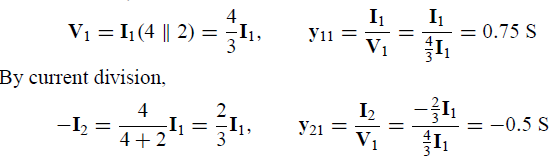 V₁ = I₁(4 ∥ 2) = 4/3 I₁, y₁₁ = I₁/V₁ = I₁/(4/3 I₁) = 0.75 S
By current division,
−I₂ = 4/(4 + 2) I₁ = 2/3 I₁, y₂₁ = I₂/V₁ = (−2/3 I₁)/(4/3 I₁) = −0.5 S